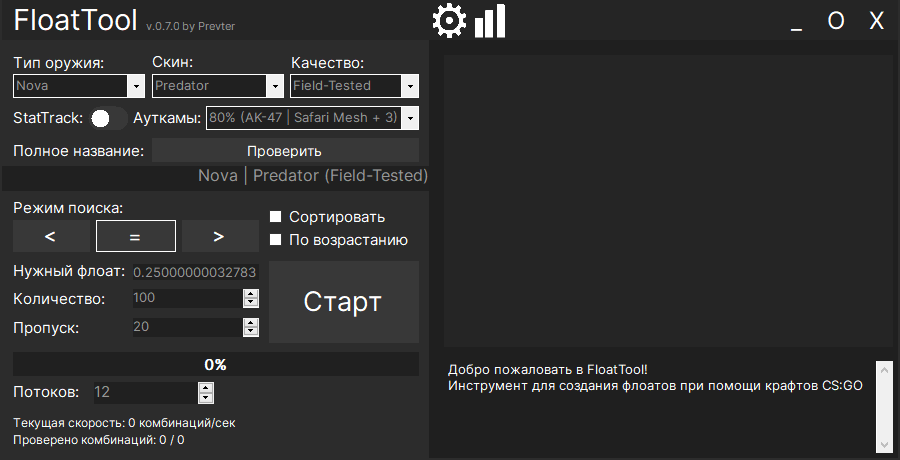 FloatTool v.0.7.0 by Prevter
_ O X
Тип оружия: Скин: Качество:
Nova Predator Field-Tested
StatTrack: Ауткамы: 80% (AK-47 | Safari Mesh + 3)
Полное название: Проверить
Nova | Predator (Field-Tested)
Режим поиска:
< = >
Сортировать
По возрастанию
Нужный флоат: 0.25000000032783
Количество: 100
Пропуск: 20
Старт
0%
Потоков: 12
Текущая скорость: 0 комбинаций/сек
Проверено комбинаций: 0 / 0
Добро пожаловать в FloatTool!
Инструмент для создания флоатов при помощи крафтов CS:GO